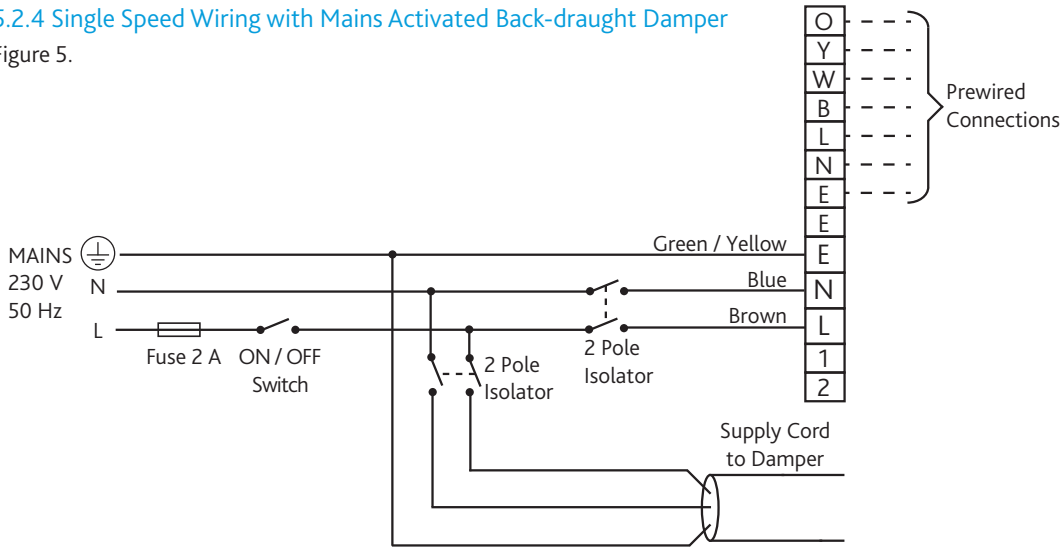 5.2.4 Single Speed Wiring with Mains Activated Back-draught Damper
Figure 5.
O
Y
W
B
L
N
E
E
E
N
L
1
2
Prewired
Connections
Green / Yellow
Blue
Brown
MAINS
230 V
50 Hz
N
L
Fuse 2 A
ON / OFF
Switch
2 Pole
Isolator
2 Pole
Isolator
Supply Cord
to Damper